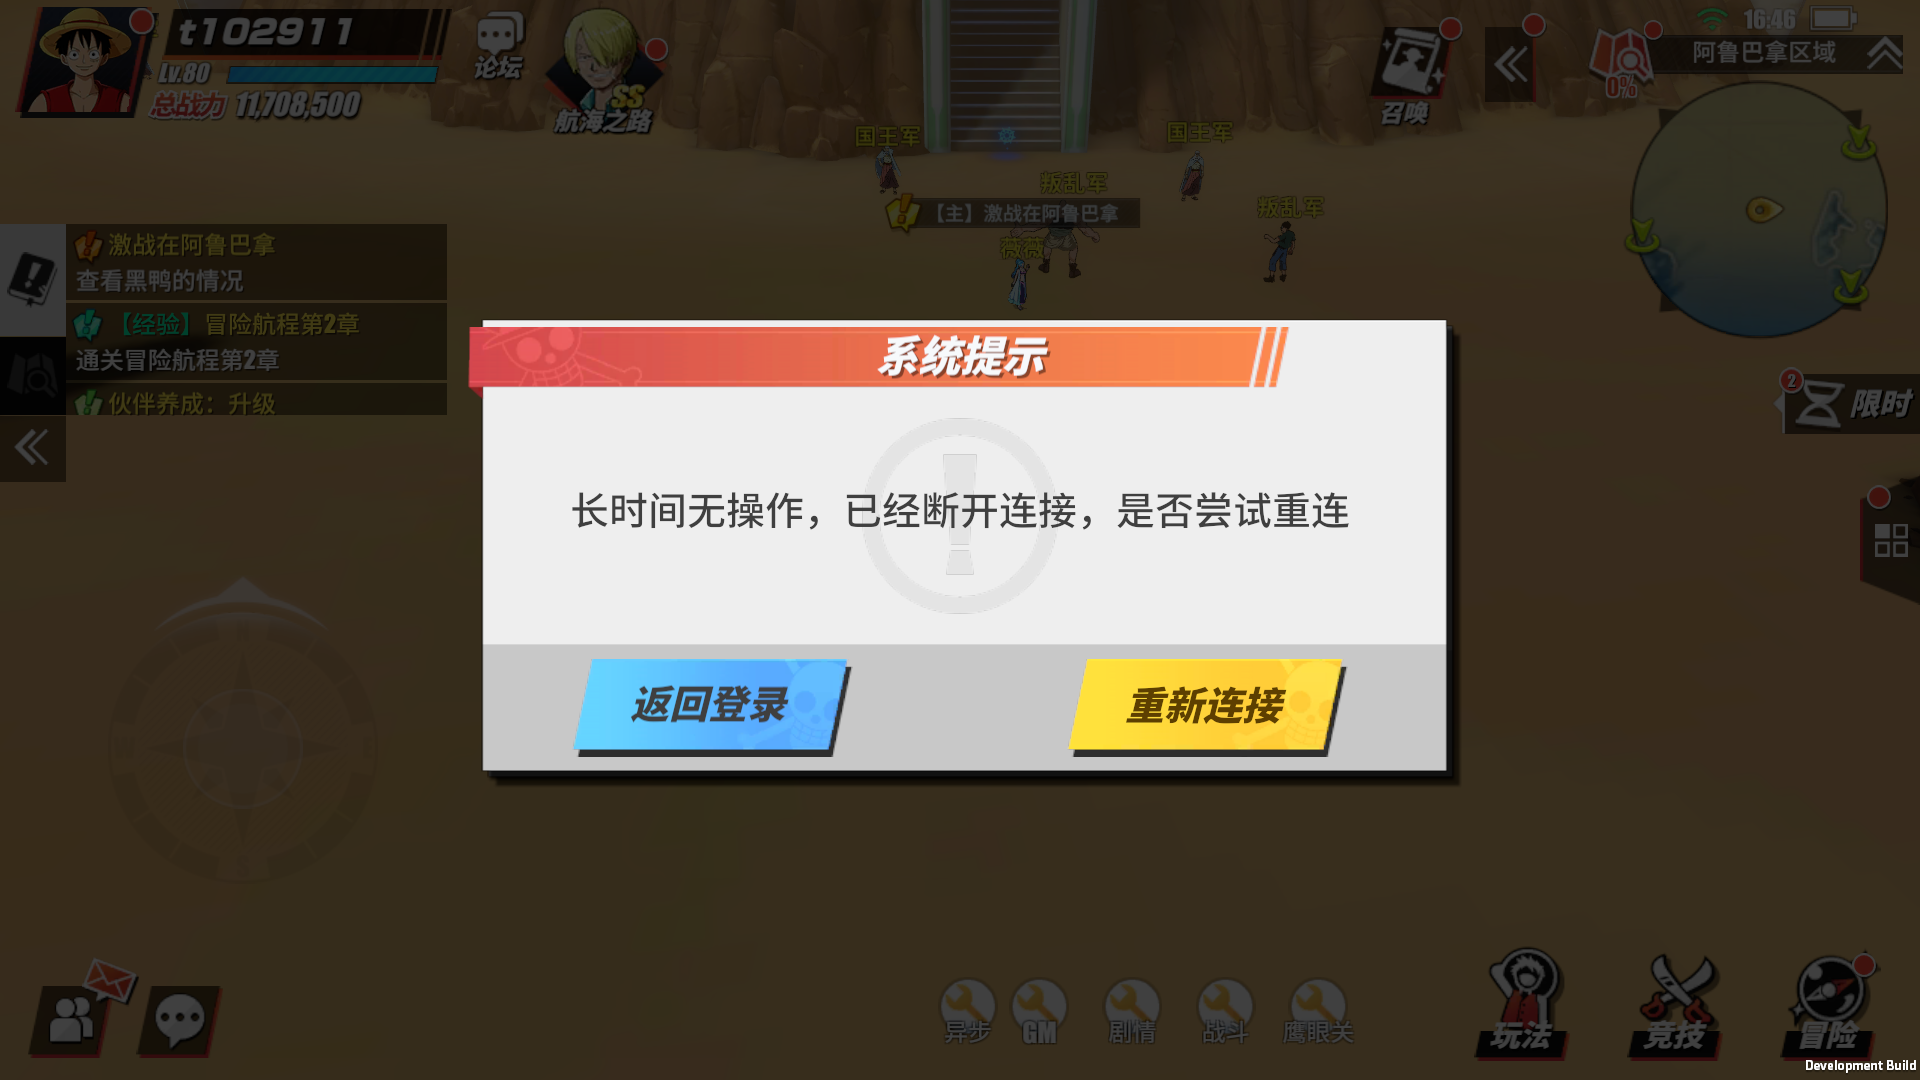 t102911
Lv.80
总战力 11,708,500
论坛
SS
航海之路
召唤
0%
16:46
阿鲁巴拿区域
国王军
国王军
叛乱军
叛乱军
【主】激战在阿鲁巴拿
薇薇
激战在阿鲁巴拿
查看黑鸭的情况
【经验】冒险航程第2章
通关冒险航程第2章
伙伴养成：升级
2
限时
系统提示
长时间无操作，已经断开连接，是否尝试重连
返回登录
重新连接
异步
GM
剧情
战斗
鹰眼关
玩法
竞技
冒险
Development Build